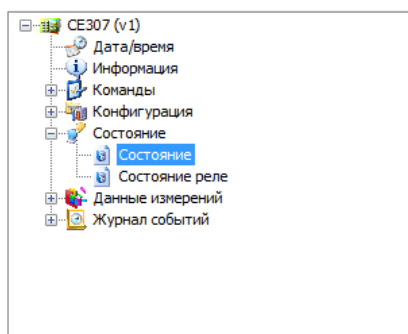 CE307 (v1)
Дата/время
Информация
Команды
Конфигурация
Состояние
Состояние
Состояние реле
Данные измерений
Журнал событий